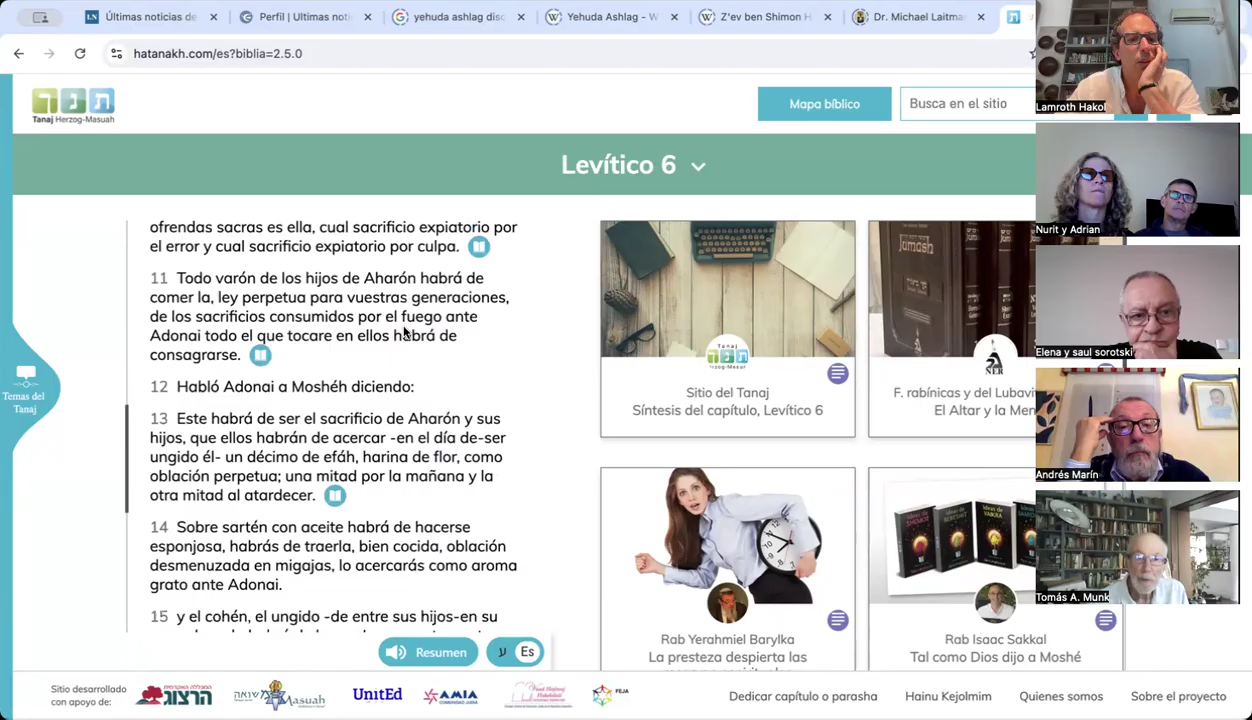 Últimas noticias de
Perfil | Ultimas noti
yehuda ashlag disc
Yehuda Ashlag - W
Z'ev ben Shimon H
Dr. Michael Laitma
hatanakh.com/es?biblia=2.5.0
תנך
Tanaj Herzog-Masuah
Mapa bíblico
Busca en el sitio
Levítico 6
Temas del
Tanaj
ofrendas sacras es ella, cual sacrificio expiatorio por
el error y cual sacrificio expiatorio por culpa.
11 Todo varón de los hijos de Aharón habrá de
comer la, ley perpetua para vuestras generaciones,
de los sacrificios consumidos por el fuego ante
Adonai todo el que tocare en ellos habrá de
consagrarse.
12 Habló Adonai a Moshéh diciendo:
13 Este habrá de ser el sacrificio de Aharón y sus
hijos, que ellos habrán de acercar -en el día de-ser
ungido él- un décimo de efáh, harina de flor, como
oblación perpetua; una mitad por la mañana y la
otra mitad al atardecer.
14 Sobre sartén con aceite habrá de hacerse
esponjosa, habrás de traerla, bien cocida, oblación
desmenuzada en migajas, lo acercarás como aroma
grato ante Adonai.
15 y el cohén, el ungido -de entre sus hijos-en su
Resumen
ע Es
Sitio del Tanaj
Síntesis del capítulo, Levítico 6
Jumash
NER
F. rabínicas y del Lubavi
El Altar y la Men
Rab Yerahmiel Barylka
La presteza despierta las
Rab Isaac Sakkal
Tal como Dios dijo a Moshé
Lamroth Hakol
Nurit y Adrian
Elena y saul sorotski
Andrés Marín
Tomás A. Munk
Sitio desarrollado
con apoyo de:
הרצוג
Masuah
UnitEd
AMIA
FEJA
Dedicar capítulo o parasha
Hainu Kejolmim
Quienes somos
Sobre el proyecto